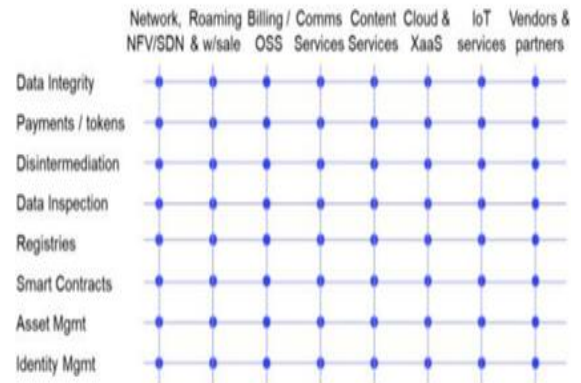 Network, Roaming Billing / Comms Content Cloud & IoT Vendors &
NFV/SDN & w/sale OSS Services Services XaaS services partners
Data Integrity
Payments / tokens
Disintermediation
Data Inspection
Registries
Smart Contracts
Asset Mgmt
Identity Mgmt